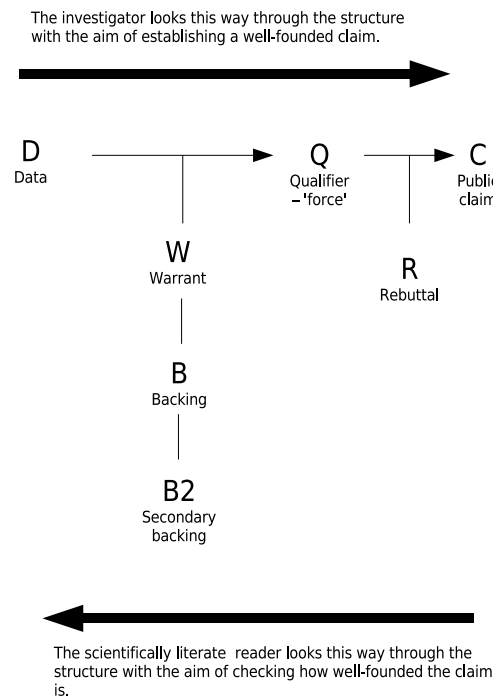 The investigator looks this way through the structure
with the aim of establishing a well-founded claim.
D
Data
Q
Qualifier
– 'force'
C
Public
claim
W
Warrant
R
Rebuttal
B
Backing
B2
Secondary
backing
The scientifically literate reader looks this way through the
structure with the aim of checking how well-founded the claim
is.